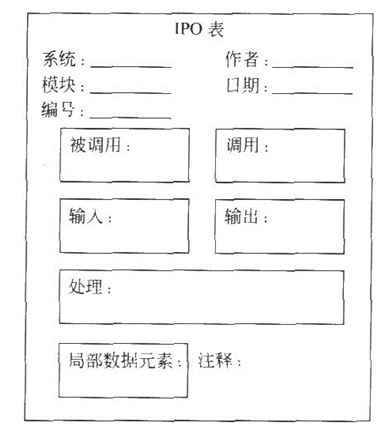 IPO 表
系统： 作者：
模块： 日期：
编号：
被调用： 调用：
输入： 输出：
处理：
局部数据元素： 注释：